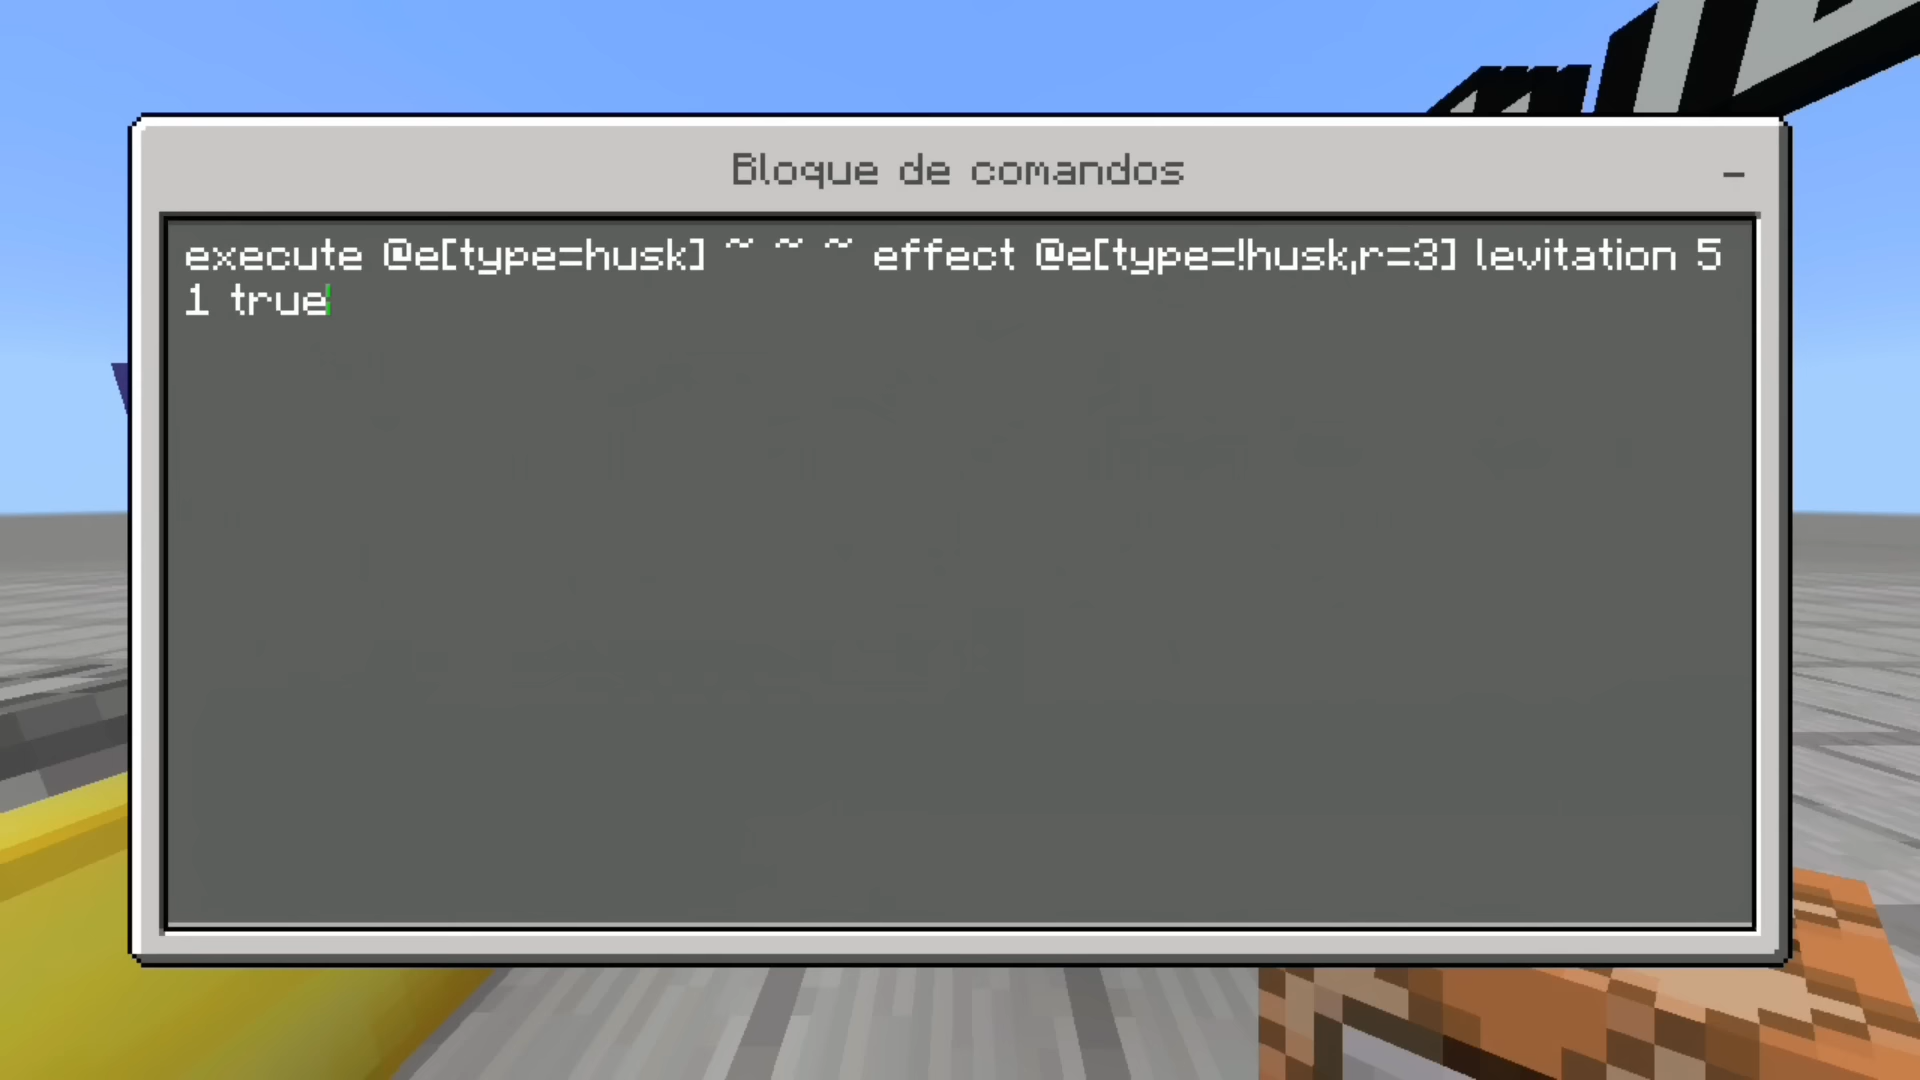 Bloque de comandos
execute @e[type=husk] ~ ~ ~ effect @e[type=!husk,r=3] levitation 5
1 true